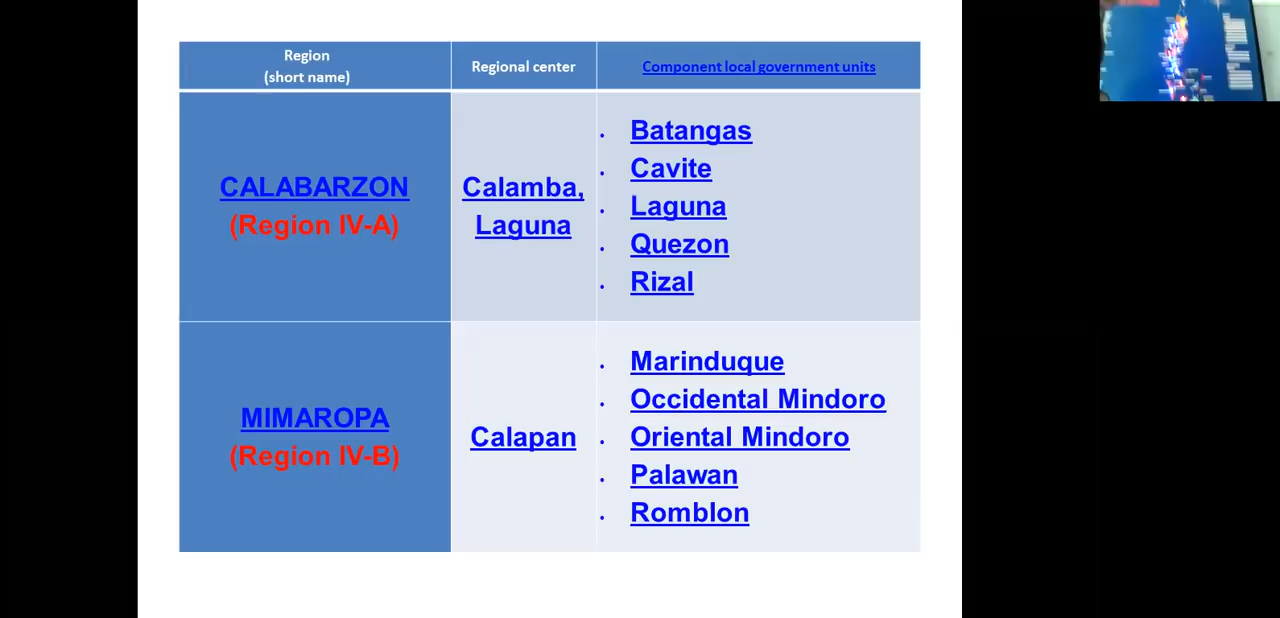 Region
(short name)
Regional center
Component local government units
CALABARZON
(Region IV-A)
Calamba,
Laguna
• Batangas
• Cavite
• Laguna
• Quezon
• Rizal
MIMAROPA
(Region IV-B)
Calapan
• Marinduque
• Occidental Mindoro
• Oriental Mindoro
• Palawan
• Romblon